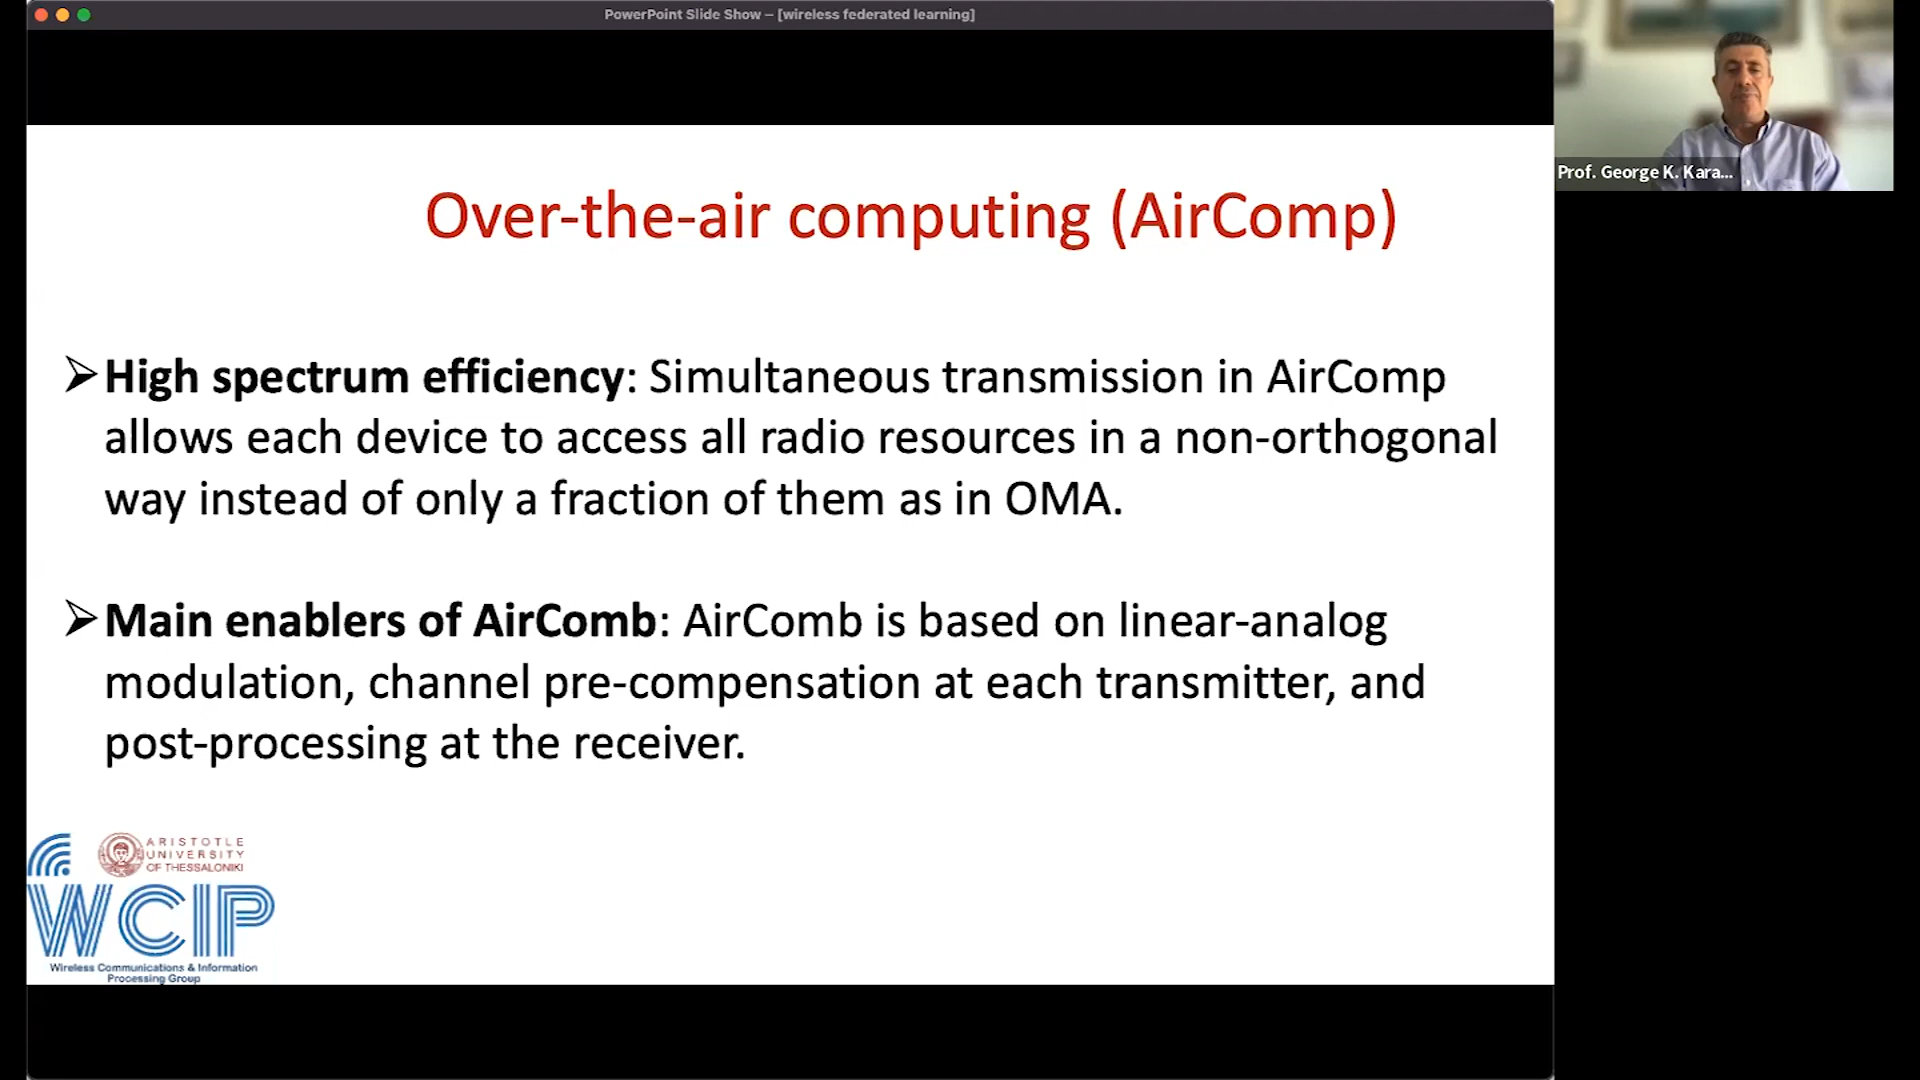 PowerPoint Slide Show – [wireless federated learning]
Prof. George K. Kara...
Over-the-air computing (AirComp)
➢High spectrum efficiency: Simultaneous transmission in AirComp
allows each device to access all radio resources in a non-orthogonal
way instead of only a fraction of them as in OMA.
➢Main enablers of AirComb: AirComb is based on linear-analog
modulation, channel pre-compensation at each transmitter, and
post-processing at the receiver.
ARISTOTLE
UNIVERSITY
OF THESSALONIKI
WCIP
Wireless Communications & Information
Processing Group